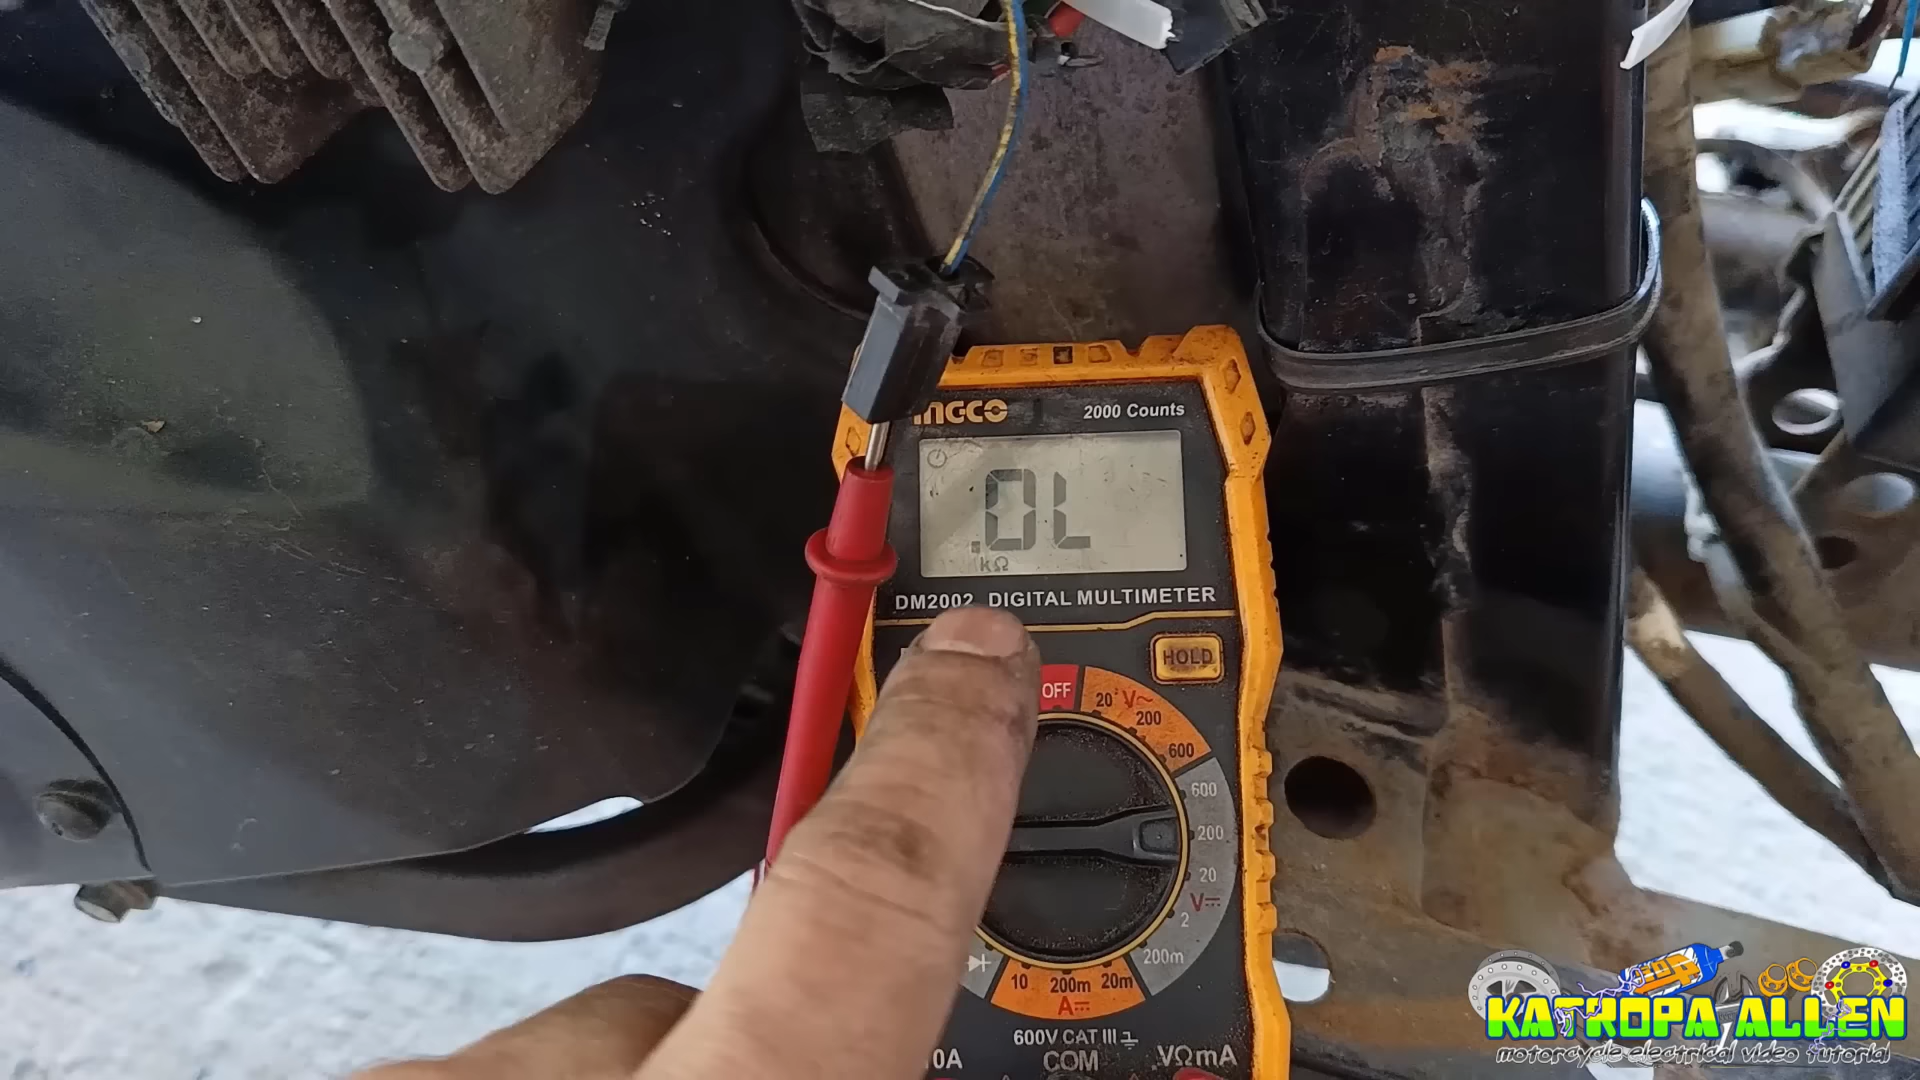 INGCO
2000 Counts
.OL
kΩ
DM2002 DIGITAL MULTIMETER
HOLD
OFF
20 V~
200
600
600
200
20
V⎓
2
200m
20m
200m
10
A⎓
600V CAT III
10A
COM
VΩmA
KATROPA ALLEN
motorcycle electrical video tutorial